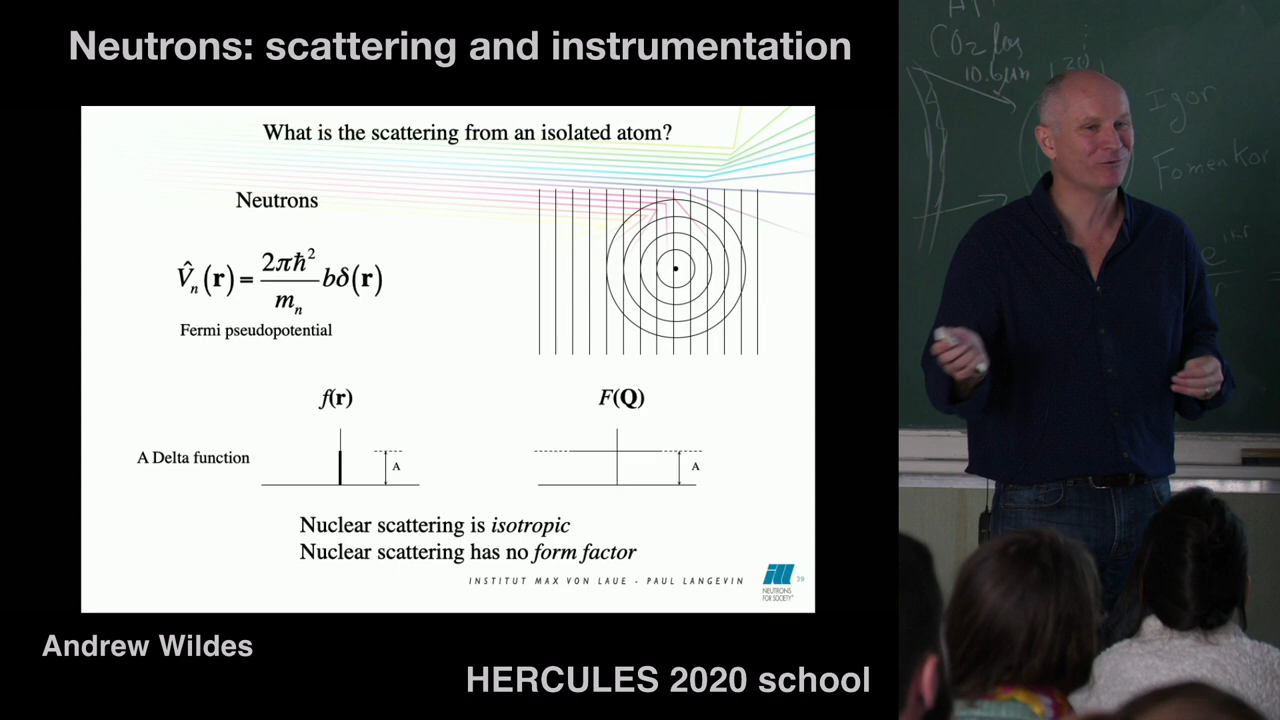 Neutrons: scattering and instrumentation
What is the scattering from an isolated atom?
Neutrons
V̂ₙ(r) = 2πħ²/mₙ bδ(r)
Fermi pseudopotential
f(r)
F(Q)
A Delta function
A
A
Nuclear scattering is isotropic
Nuclear scattering has no form factor
INSTITUT MAX VON LAUE - PAUL LANGEVIN
ill
NEUTRONS
FOR SOCIETY®
39
Andrew Wildes
HERCULES 2020 school
CO2
10.6μm
Igor